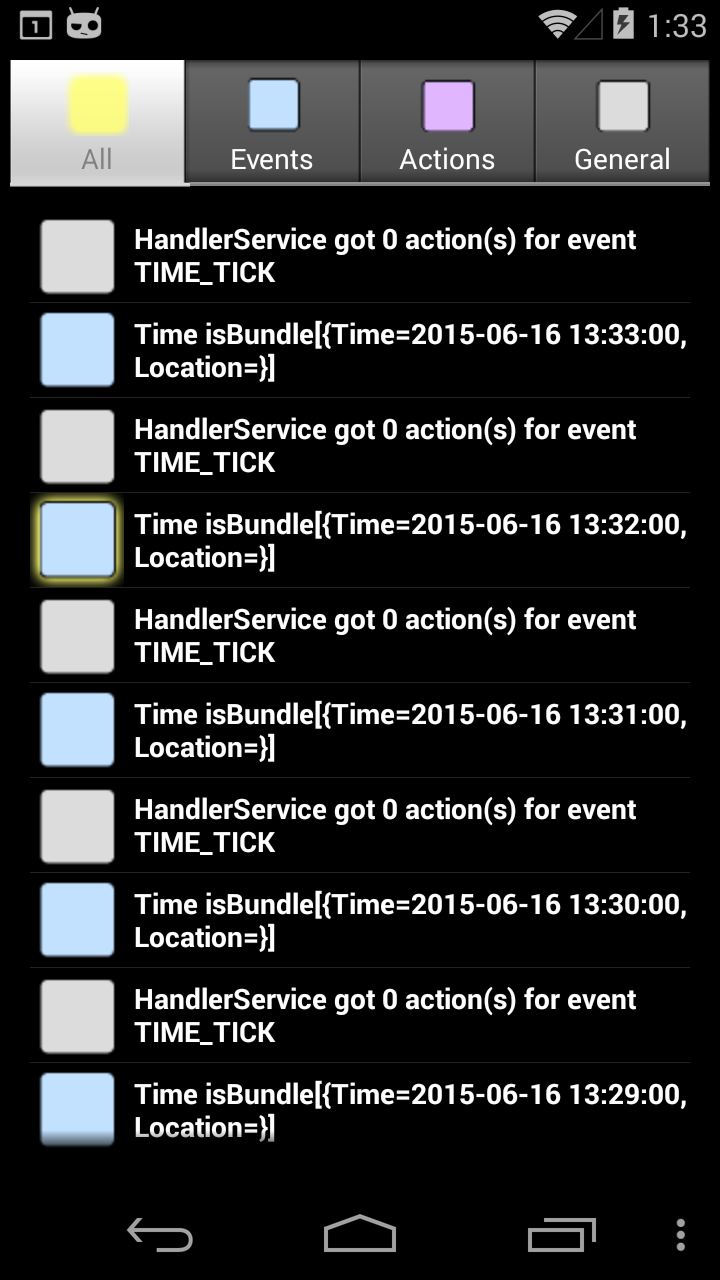 1
1:33
All
Events
Actions
General
HandlerService got 0 action(s) for event
TIME_TICK
Time isBundle[{Time=2015-06-16 13:33:00,
Location=}]
HandlerService got 0 action(s) for event
TIME_TICK
Time isBundle[{Time=2015-06-16 13:32:00,
Location=}]
HandlerService got 0 action(s) for event
TIME_TICK
Time isBundle[{Time=2015-06-16 13:31:00,
Location=}]
HandlerService got 0 action(s) for event
TIME_TICK
Time isBundle[{Time=2015-06-16 13:30:00,
Location=}]
HandlerService got 0 action(s) for event
TIME_TICK
Time isBundle[{Time=2015-06-16 13:29:00,
Location=}]